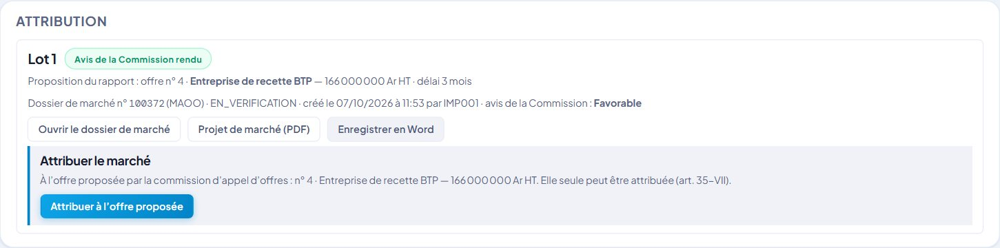 ATTRIBUTION
Lot 1 Avis de la Commission rendu
Proposition du rapport : offre n° 4 · Entreprise de recette BTP — 166 000 000 Ar HT · délai 3 mois
Dossier de marché n° 100372 (MAOO) · EN_VERIFICATION · créé le 07/10/2026 à 11:53 par IMP001 · avis de la Commission : Favorable
Ouvrir le dossier de marché Projet de marché (PDF) Enregistrer en Word
Attribuer le marché
À l’offre proposée par la commission d’appel d’offres : n° 4 · Entreprise de recette BTP — 166 000 000 Ar HT. Elle seule peut être attribuée (art. 35-VII).
Attribuer à l’offre proposée